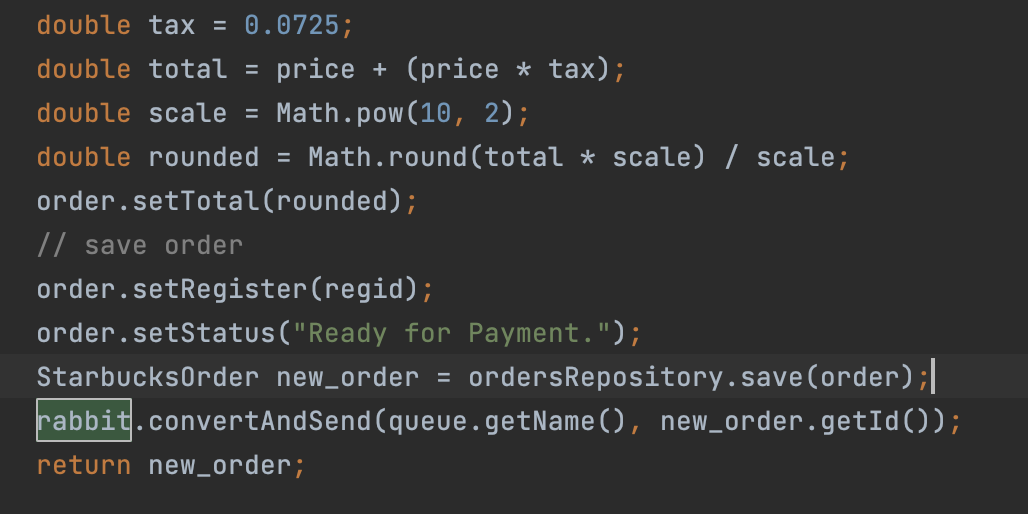 double tax = 0.0725;
double total = price + (price * tax);
double scale = Math.pow(10, 2);
double rounded = Math.round(total * scale) / scale;
order.setTotal(rounded);
// save order
order.setRegister(regid);
order.setStatus("Ready for Payment.");
StarbucksOrder new_order = ordersRepository.save(order);
rabbit.convertAndSend(queue.getName(), new_order.getId());
return new_order;